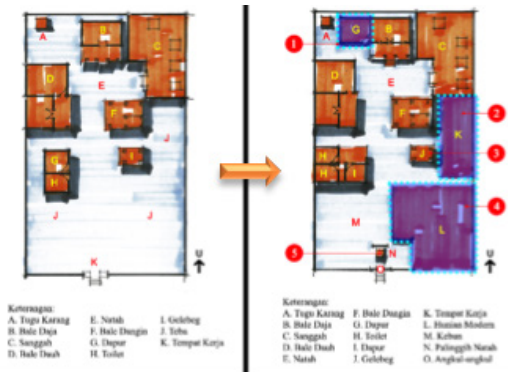 A
B
C
D
E
F
J
G
I
H
J
J
K
U
Keterangan:
A. Tugu Karang E. Natah I. Gelebeg
B. Bale Daja F. Bale Dangin J. Teba
C. Sanggah G. Dapur K. Tempat Kerja
D. Bale Dauh H. Toilet
A
G
B
1
C
E
D
F
2
K
H
J
3
H
I
4
M
L
5
N
O
U
Keterangan:
A. Tugu Karang F. Bale Dangin K. Tempat Kerja
B. Bale Daja G. Dapur L. Hunian Modern
C. Sanggah H. Toilet M. Kebun
D. Bale Dauh I. Dapur N. Palinggih Narah
E. Natah J. Gelebeg O. Angkul-angkul